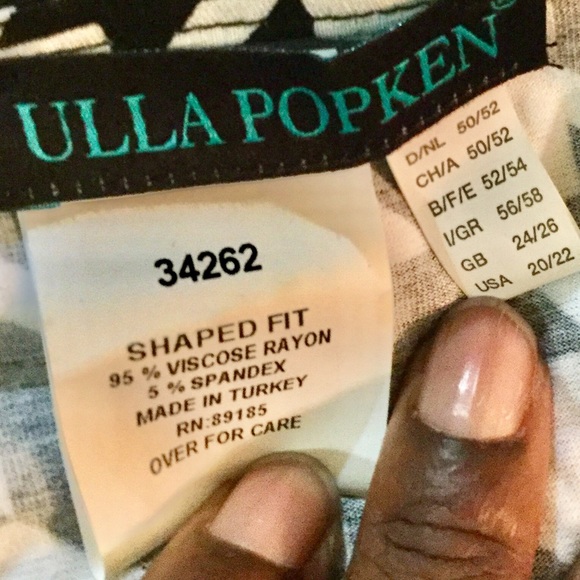 ULLA POPKEN
34262
SHAPED FIT
95 % VISCOSE RAYON
5 % SPANDEX
MADE IN TURKEY
RN:89185
OVER FOR CARE
D/NL 50/52
CH/A 50/52
B/F/E 52/54
I/GR 56/58
GB 24/26
USA 20/22